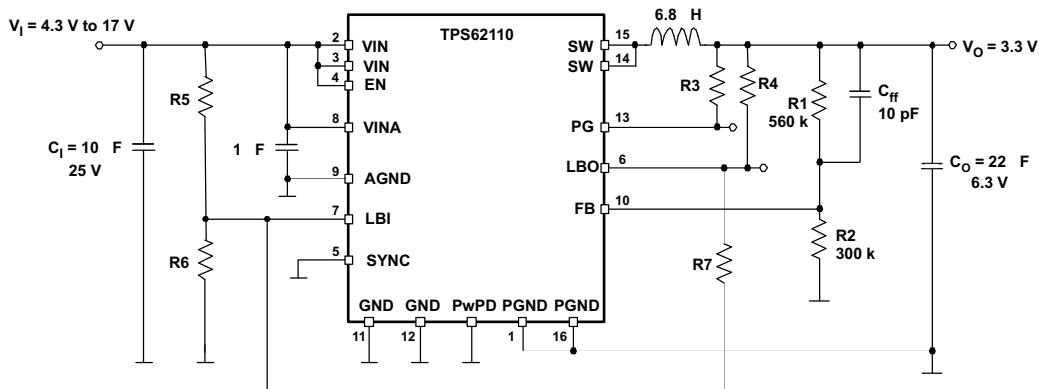 V_I = 4.3 V to 17 V
TPS62110
6.8 H
V_O = 3.3 V
2 VIN
3 VIN
4 EN
8 VINA
9 AGND
7 LBI
5 SYNC
SW 15
SW 14
PG 13
LBO 6
FB 10
GND GND PwPD PGND PGND
11 12 1 16
R5
R6
C_I = 10 F
25 V
1 F
R3
R4
R1
560 k
C_ff
10 pF
R2
300 k
R7
C_O = 22 F
6.3 V